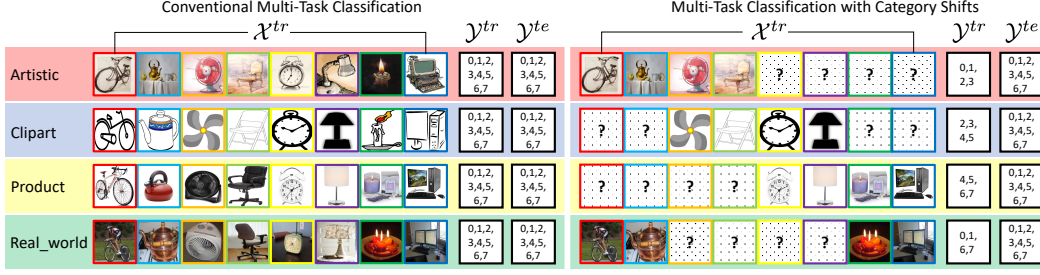 Conventional Multi-Task Classification
Multi-Task Classification with Category Shifts
𝒳^tr 𝒴^tr 𝒴^te 𝒳^tr 𝒴^tr 𝒴^te
Artistic
0,1,2, 0,1,2, ? ? ? ? 0,1, 0,1,2,
3,4,5, 3,4,5, 2,3 3,4,5,
6,7 6,7 6,7
Clipart
0,1,2, 0,1,2, ? ? ? ? 2,3, 0,1,2,
3,4,5, 3,4,5, 4,5 3,4,5,
6,7 6,7 6,7
Product
0,1,2, 0,1,2, ? ? ? ? 4,5, 0,1,2,
3,4,5, 3,4,5, 6,7 3,4,5,
6,7 6,7 6,7
Real_world
0,1,2, 0,1,2, ? ? ? ? 0,1, 0,1,2,
3,4,5, 3,4,5, 6,7 3,4,5,
6,7 6,7 6,7